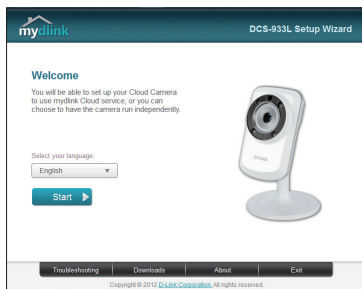 mydlink
DCS-933L Setup Wizard
Welcome
You will be able to set up your Cloud Camera
to use mydlink Cloud service, or you can
choose to have the camera run independently.
Select your language:
English
Start
D-Link
Troubleshooting
Downloads
About
Exit
Copyright © 2012 D-Link Corporation, All rights reserved.